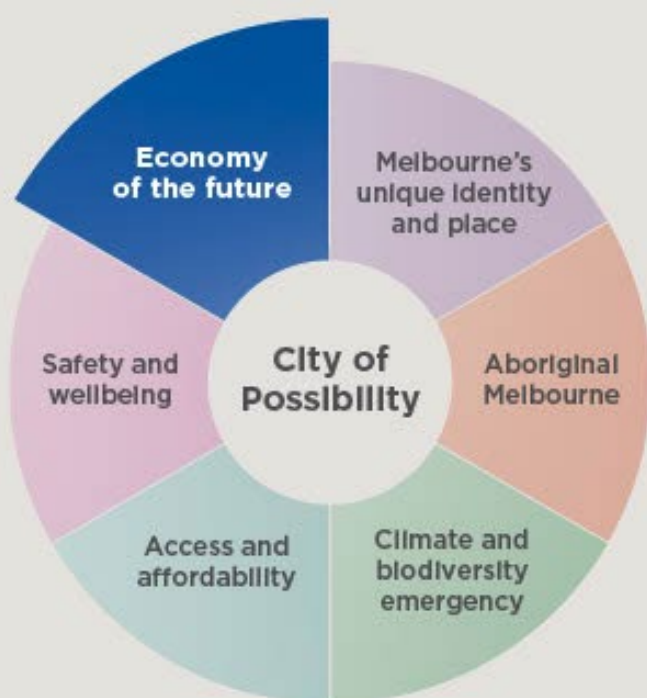 Economy
of the future
Melbourne's
unique identity
and place
Aboriginal
Melbourne
Climate and
biodiversity
emergency
Access and
affordability
Safety and
wellbeing
City of
Possibility